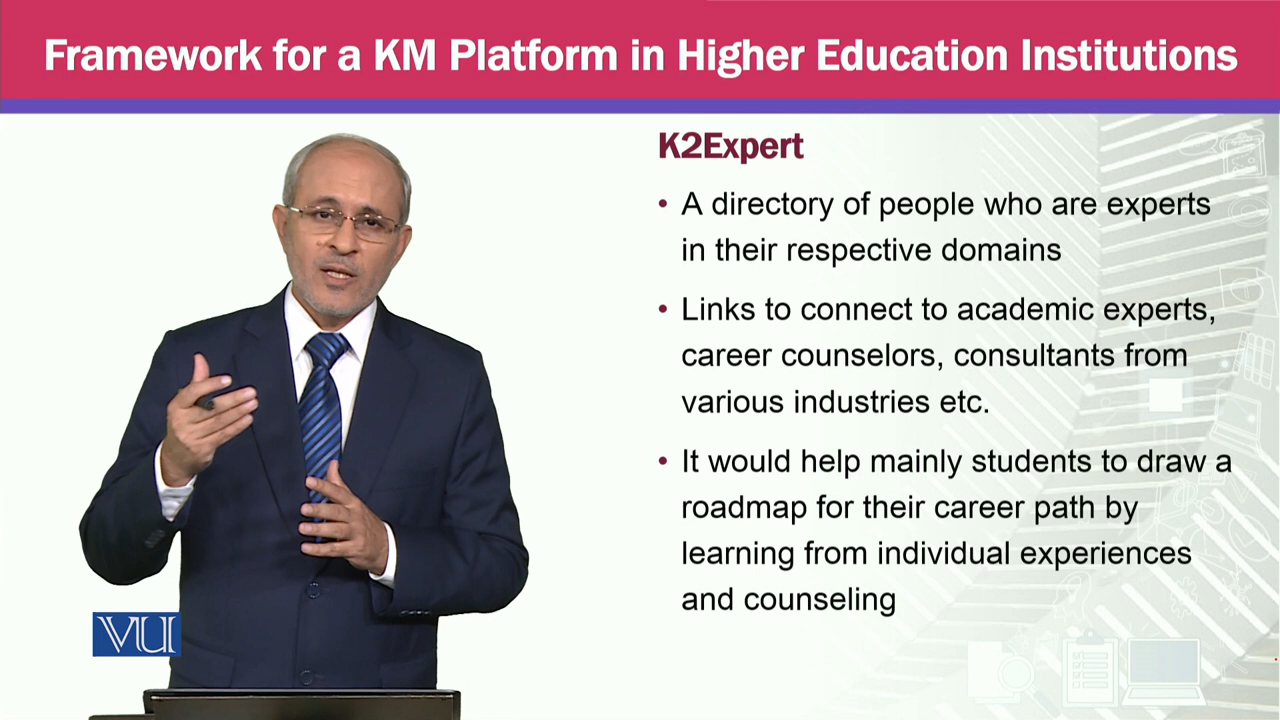 Framework for a KM Platform in Higher Education Institutions
K2Expert
• A directory of people who are experts
in their respective domains
• Links to connect to academic experts,
career counselors, consultants from
various industries etc.
• It would help mainly students to draw a
roadmap for their career path by
learning from individual experiences
and counseling
VU